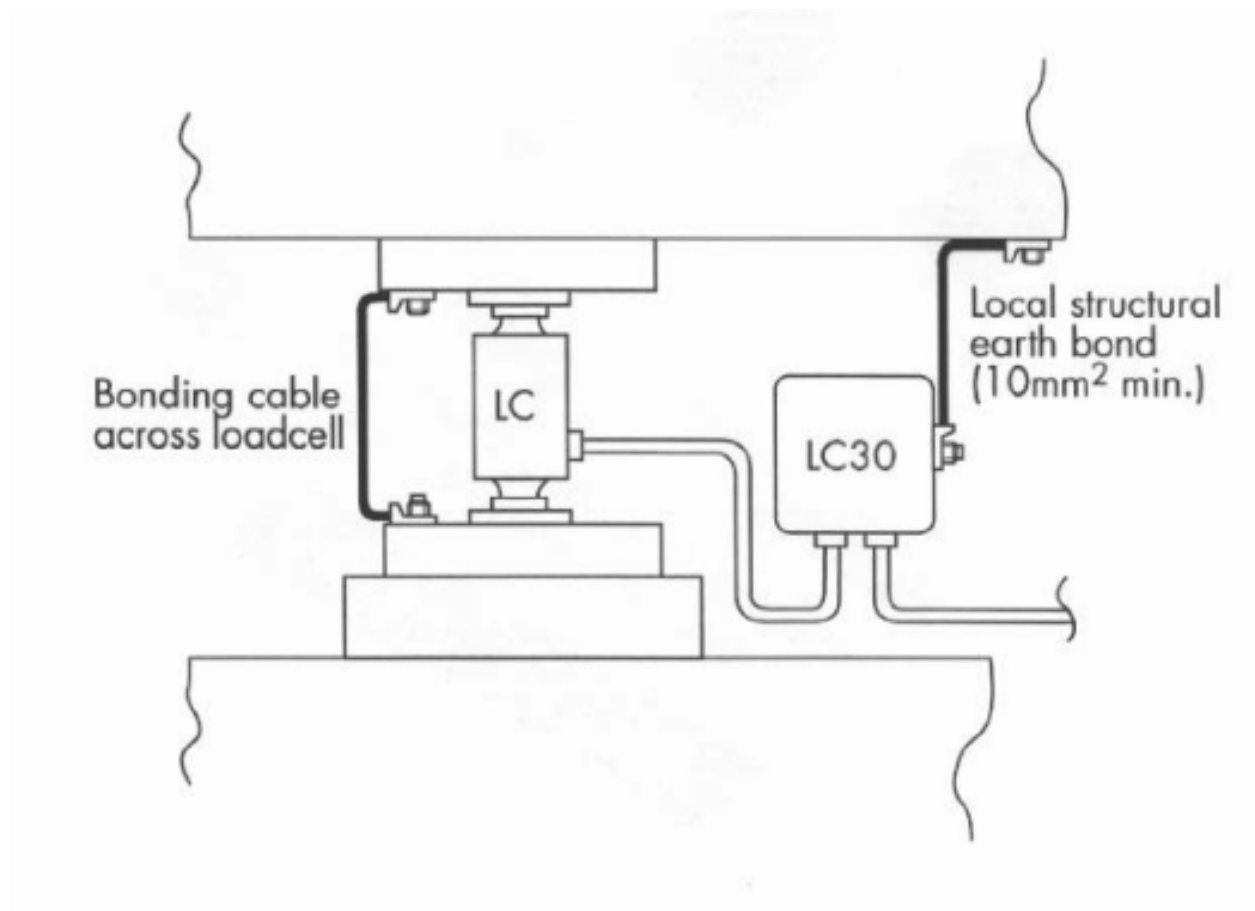 Bonding cable
across loadcell
LC
LC30
Local structural
earth bond
(10mm² min.)